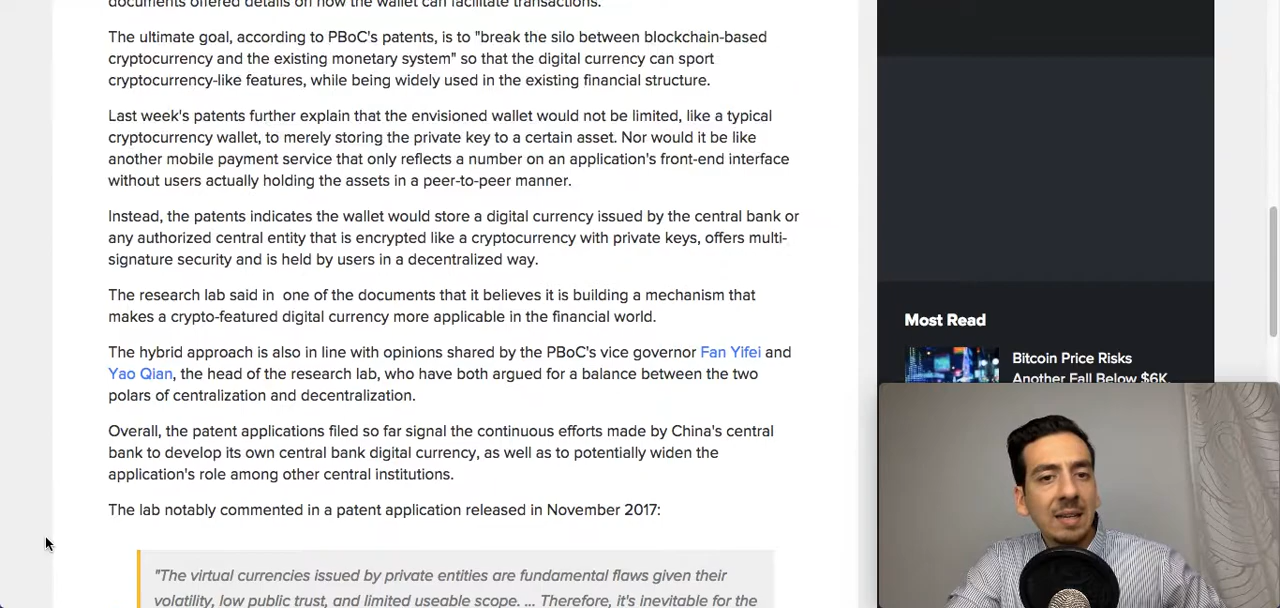 documents offered details on how the wallet can facilitate transactions.
The ultimate goal, according to PBoC's patents, is to "break the silo between blockchain-based
cryptocurrency and the existing monetary system" so that the digital currency can sport
cryptocurrency-like features, while being widely used in the existing financial structure.
Last week's patents further explain that the envisioned wallet would not be limited, like a typical
cryptocurrency wallet, to merely storing the private key to a certain asset. Nor would it be like
another mobile payment service that only reflects a number on an application's front-end interface
without users actually holding the assets in a peer-to-peer manner.
Instead, the patents indicates the wallet would store a digital currency issued by the central bank or
any authorized central entity that is encrypted like a cryptocurrency with private keys, offers multi-
signature security and is held by users in a decentralized way.
The research lab said in one of the documents that it believes it is building a mechanism that
makes a crypto-featured digital currency more applicable in the financial world.
The hybrid approach is also in line with opinions shared by the PBoC's vice governor Fan Yifei and
Yao Qian, the head of the research lab, who have both argued for a balance between the two
polars of centralization and decentralization.
Overall, the patent applications filed so far signal the continuous efforts made by China's central
bank to develop its own central bank digital currency, as well as to potentially widen the
application's role among other central institutions.
The lab notably commented in a patent application released in November 2017:
"The virtual currencies issued by private entities are fundamental flaws given their
volatility, low public trust, and limited useable scope. ... Therefore, it's inevitable for the
Most Read
Bitcoin Price Risks
Another Fall Below $6K,